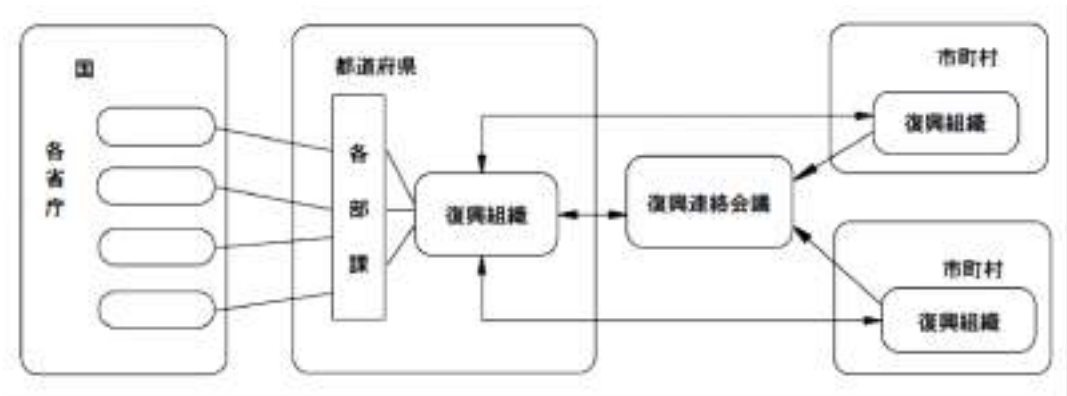 国
各省庁
都道府県
各部課
復興組織
復興連絡会議
市町村
復興組織
市町村
復興組織